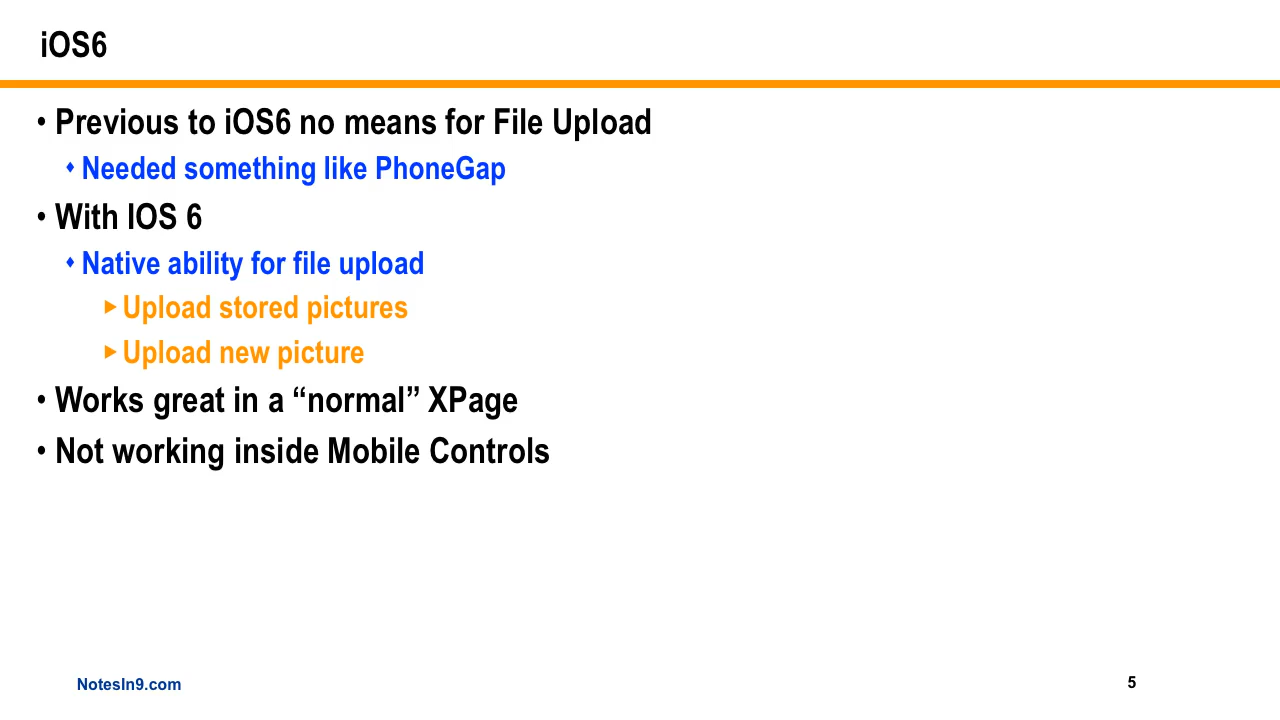 iOS6
• Previous to iOS6 no means for File Upload
♦ Needed something like PhoneGap
• With IOS 6
♦ Native ability for file upload
► Upload stored pictures
► Upload new picture
• Works great in a “normal” XPage
• Not working inside Mobile Controls
NotesIn9.com
5